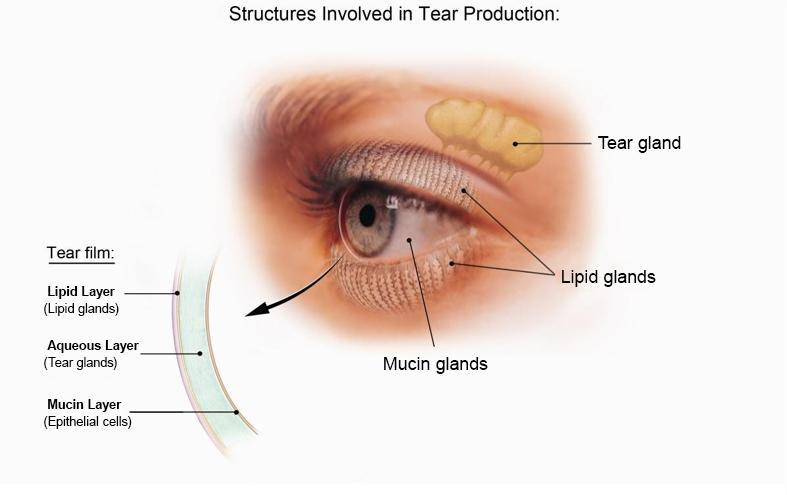 Structures Involved in Tear Production:
Tear gland
Lipid glands
Mucin glands
Tear film:
Lipid Layer
(Lipid glands)
Aqueous Layer
(Tear glands)
Mucin Layer
(Epithelial cells)